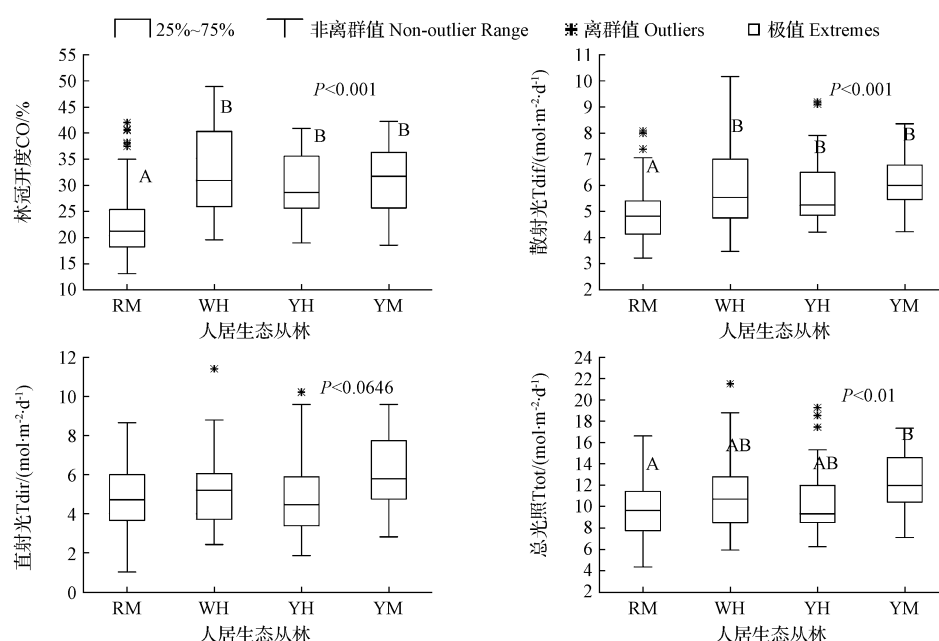 25%~75% 非离群值 Non-outlier Range 离群值 Outliers 极值 Extremes
林冠开度CO/%
55
50
45
40
35
30
25
20
15
10
P<0.001
A
B
B
B
RM WH YH YM
人居生态从林
散射光Tdif/(mol·m⁻²·d⁻¹)
11
10
9
8
7
6
5
4
3
2
P<0.001
A
B
B
B
RM WH YH YM
人居生态从林
直射光Tdir/(mol·m⁻²·d⁻¹)
12
10
8
6
4
2
0
P<0.0646
RM WH YH YM
人居生态从林
总光照Ttot/(mol·m⁻²·d⁻¹)
24
22
20
18
16
14
12
10
8
6
4
2
P<0.01
A
AB
AB
B
RM WH YH YM
人居生态从林